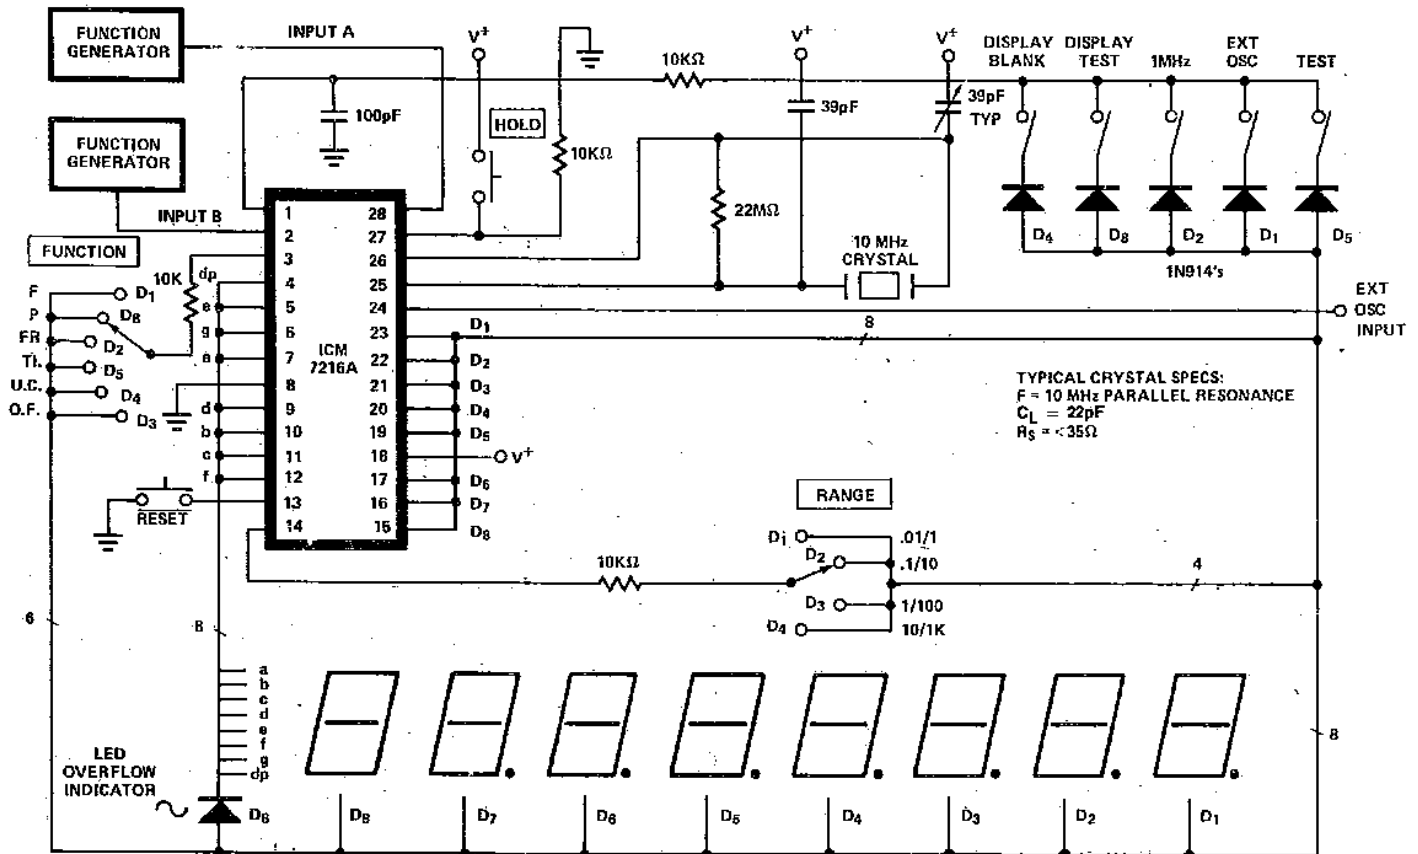 FUNCTION
GENERATOR
INPUT A
V+
10KΩ
V+
V+
DISPLAY
BLANK
DISPLAY
TEST
1MHz
EXT
OSC
TEST
100pF
HOLD
10KΩ
39pF
39pF
TYP
FUNCTION
GENERATOR
INPUT B
22MΩ
10 MHz
CRYSTAL
D4
D8
D2
D1
D5
1N914's
FUNCTION
10K
dp
e
g
a
d
b
c
f
F
P
FR
T.I.
U.C.
O.F.
D1
D8
D2
D5
D4
D3
1
2
3
4
5
6
7
8
9
10
11
12
13
14
ICM
7216A
28
27
26
25
24
23
22
21
20
19
18
17
16
15
D1
D2
D3
D4
D5
V+
D6
D7
D8
8
EXT
OSC
INPUT
TYPICAL CRYSTAL SPECS:
F = 10 MHz PARALLEL RESONANCE
CL = 22pF
RS = <35Ω
RESET
RANGE
D1
.01/1
D2
.1/10
D3
1/100
D4
10/1K
10KΩ
4
6
8
8
a
b
c
d
e
f
g
dp
LED
OVERFLOW
INDICATOR
D8
D8
D7
D6
D5
D4
D3
D2
D1